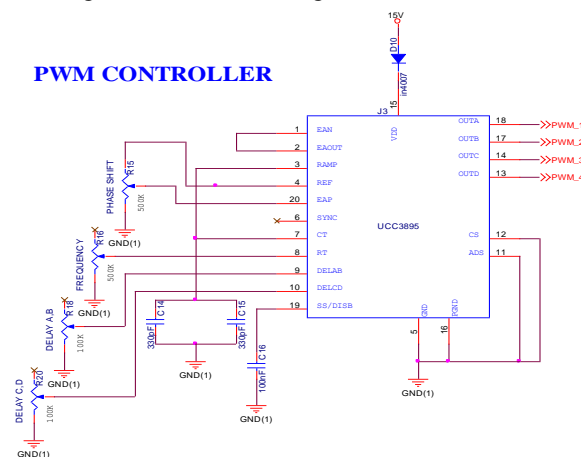 15V
D10
in4007
PWM CONTROLLER
J3
15
VDD
1 EAN
2 EAOUT
3 RAMP
4 REF
20 EAP
6 SYNC
7 CT
8 RT
9 DELAB
10 DELCD
19 SS/DISB
UCC3895
OUTA 18 PWM_1
OUTB 17 PWM_2
OUTC 14 PWM_3
OUTD 13 PWM_4
CS 12
ADS 11
GND
5
PGND
16
GND(1)
PHASE SHIFT
R15
500K
GND(1)
FREQUENCY
R16
500K
GND(1)
DELAY A,B
R18
100K
GND(1)
DELAY C,D
R20
100K
GND(1)
330pF
C14
330pF
C15
GND(1)
C16
100nF
GND(1)